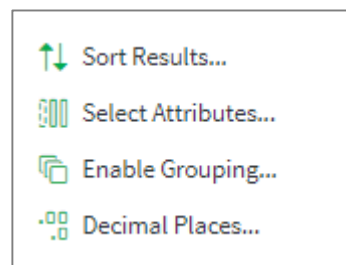 Sort Results...
Select Attributes...
Enable Grouping...
Decimal Places...